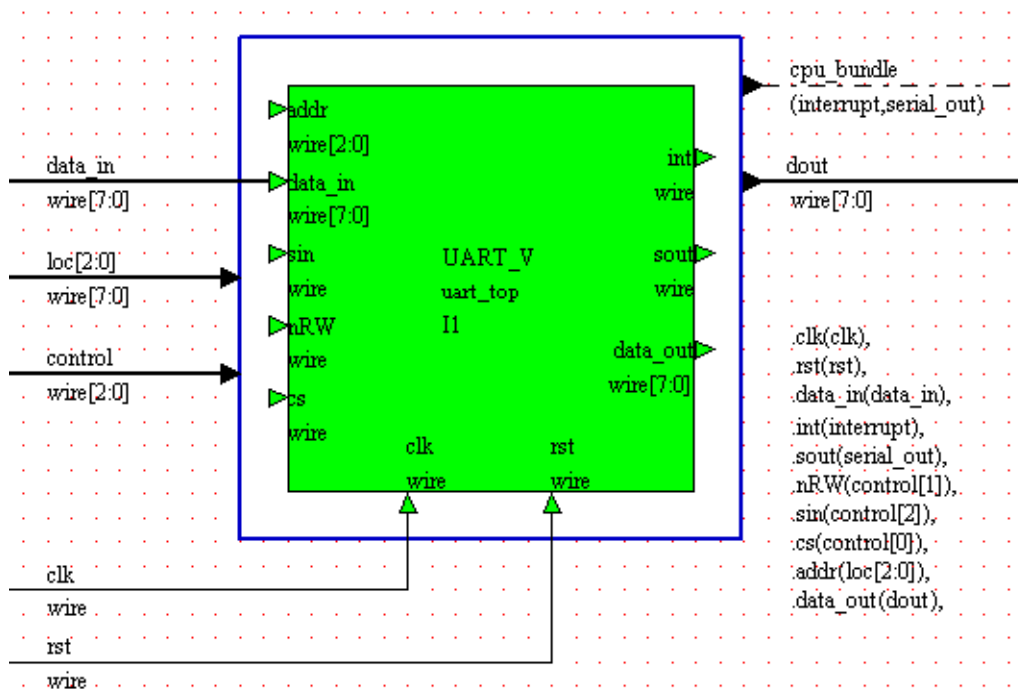 data_in
wire[7:0]
loc[2:0]
wire[7:0]
control
wire[2:0]
clk
wire
rst
wire
addr
wire[2:0]
data_in
wire[7:0]
sin
wire
nRW
wire
cs
wire
UART_V
uart_top
I1
int
wire
sout
wire
data_out
wire[7:0]
clk
wire
rst
wire
cpu_bundle
(interrupt,serial_out)
dout
wire[7:0]
.clk(clk),
.rst(rst),
.data_in(data_in),
.int(interrupt),
.sout(serial_out),
.nRW(control[1]),
.sin(control[2]),
.cs(control[0]),
.addr(loc[2:0]),
.data_out(dout),